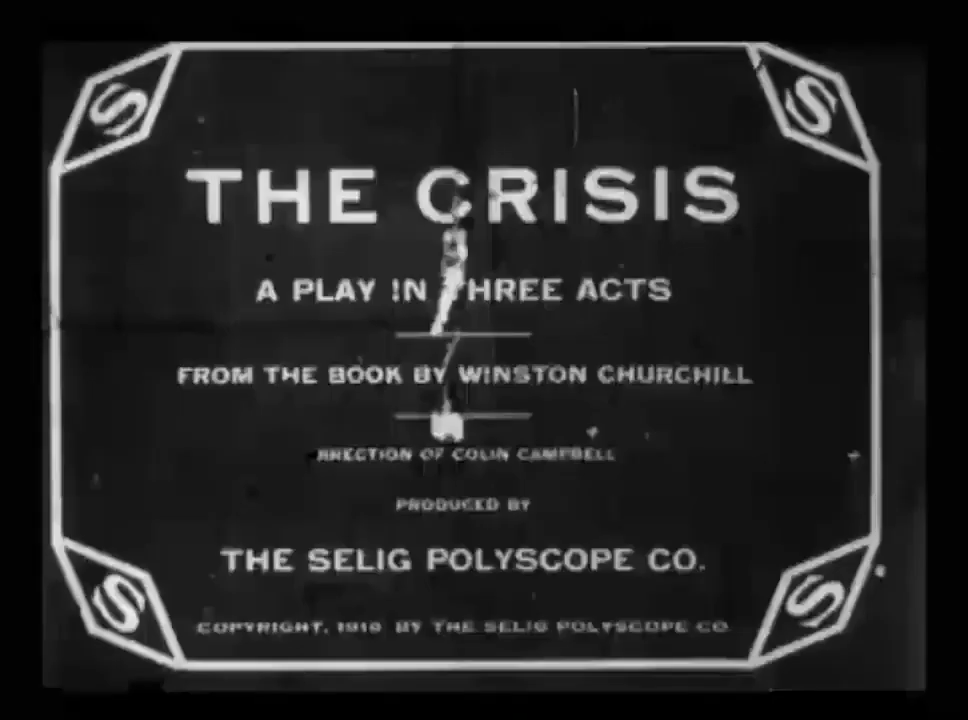 S S
THE CRISIS
A PLAY IN THREE ACTS
FROM THE BOOK BY WINSTON CHURCHILL
DIRECTION OF COLIN CAMPBELL
PRODUCED BY
THE SELIG POLYSCOPE CO.
S S
COPYRIGHT, 1916 BY THE SELIG POLYSCOPE CO.